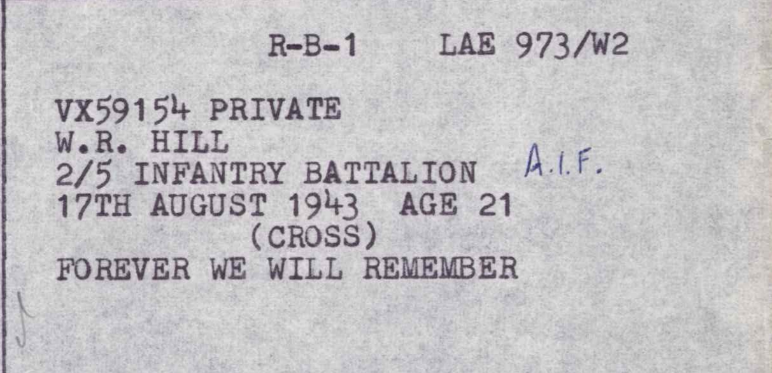 R-B-1 LAE 973/W2
VX59154 PRIVATE
W.R. HILL
2/5 INFANTRY BATTALION A.I.F.
17TH AUGUST 1943 AGE 21
(CROSS)
FOREVER WE WILL REMEMBER